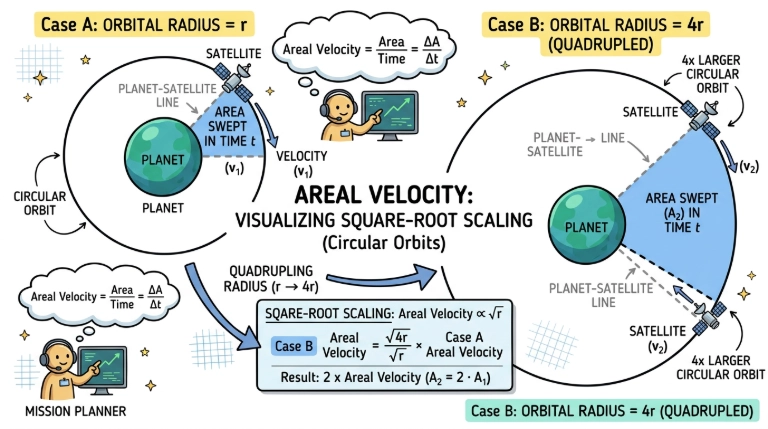 Case A: ORBITAL RADIUS = r
SATELLITE
PLANET-SATELLITE
LINE
AREA
SWEPT
IN TIME t
PLANET
PLANET
VELOCITY
(v₁)
(v₁)
CIRCULAR
ORBIT
Areal Velocity = Area/Time = ΔA/Δt
Case B: ORBITAL RADIUS = 4r
(QUADRUPLED)
4X LARGER
CIRCULAR
ORBIT
SATELLITE
PLANET-
SATELLITE → LINE
(v₂)
AREA SWEPT
(A₂) IN
TIME t
PLANET
PLANET-SATELLITE
LINE
SATELLITE
(v₂)
4X LARGER
CIRCULAR ORBIT
AREAL VELOCITY:
VISUALIZING SQUARE-ROOT SCALING
(Circular Orbits)
QUADRUPLING
RADIUS (r → 4r)
Areal Velocity = Area/Time = ΔA/Δt
MISSION PLANNER
SQARE-ROOT SCALING: Areal Velocity ∝ √r
Case B Areal Velocity = √4r/√r × Case A Areal Velocity
Result: 2 x Areal Velocity (A₂ = 2 · A₁)
Case B: ORBITAL RADIUS = 4r (QUADRUPLED)